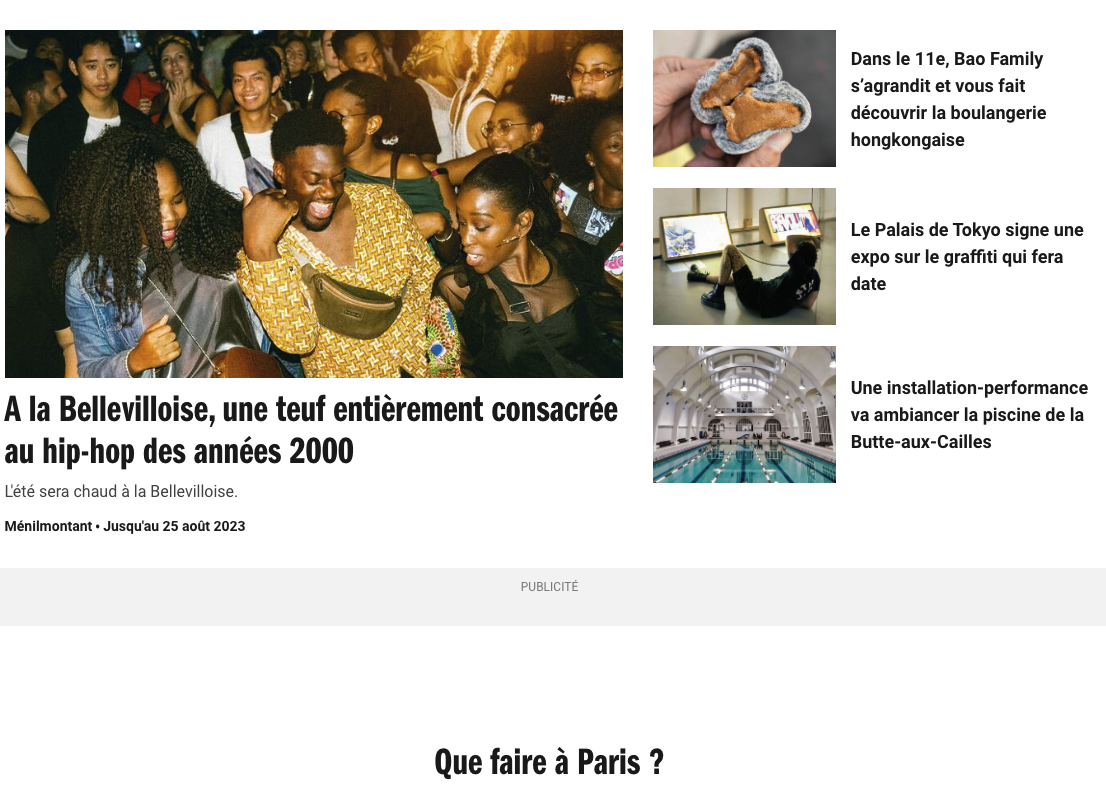 A la Bellevilloise, une teuf entièrement consacrée
au hip-hop des années 2000
L'été sera chaud à la Bellevilloise.
Ménilmontant • Jusqu'au 25 août 2023
Dans le 11e, Bao Family
s’agrandit et vous fait
découvrir la boulangerie
hongkongaise
Le Palais de Tokyo signe une
expo sur le graffiti qui fera
date
Une installation-performance
va ambiancer la piscine de la
Butte-aux-Cailles
PUBLICITÉ
Que faire à Paris ?